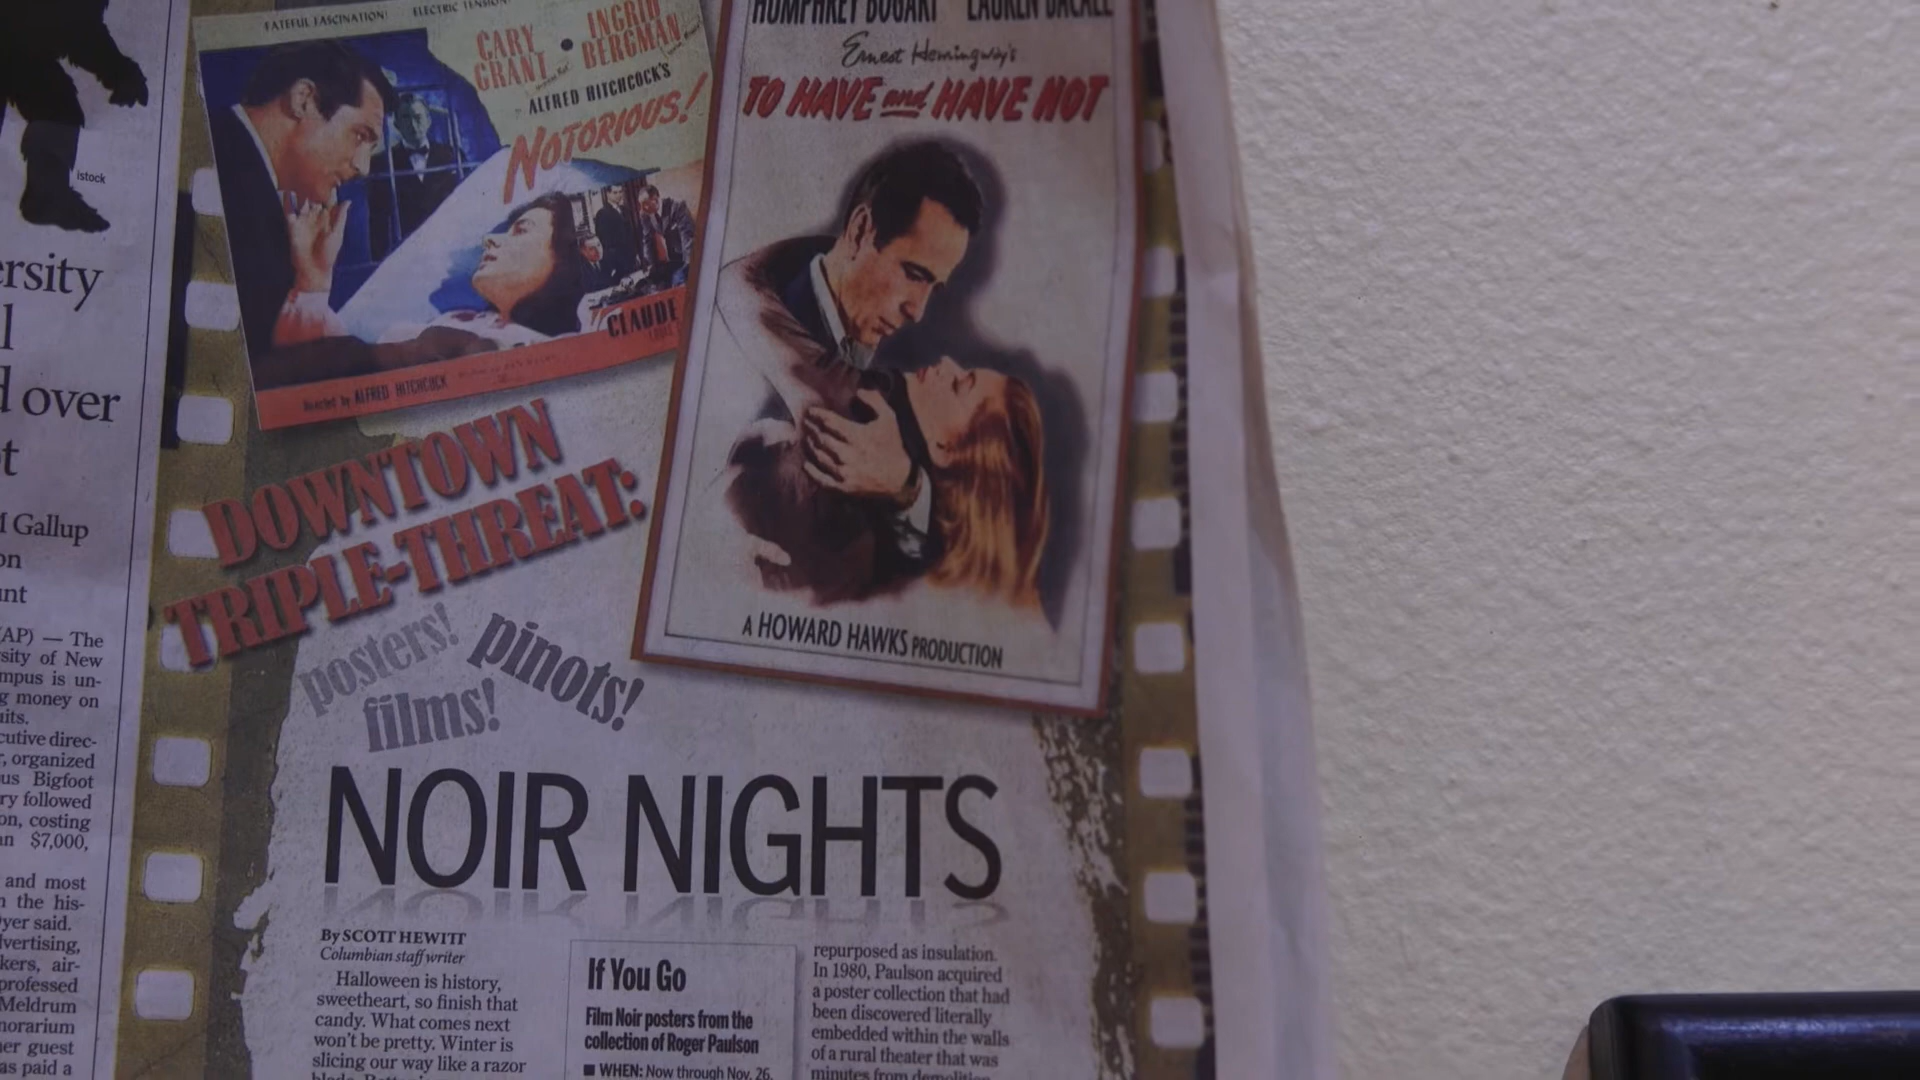 istock
ersity
l
d over
t
M Gallup
on
unt
(AP) — The
sity of New
mpus is un-
g money on
uits.
cutive direc-
r, organized
us Bigfoot
ry followed
on, costing
an $7,000,
and most
n the his-
yer said.
vertising,
kers, air-
professed
Meldrum
norarium
er guest
as paid a
FATEFUL FASCINATION! ELECTRIC TENSION!
CARY GRANT • INGRID BERGMAN
ALFRED HITCHCOCK'S
NOTORIOUS!
CLAUDE
Directed by ALFRED HITCHCOCK
HUMPHREY BOGART LAUREN BACALL
Ernest Hemingway's
TO HAVE and HAVE NOT
A HOWARD HAWKS PRODUCTION
DOWNTOWN
TRIPLE-THREAT:
posters! pinots!
films!
NOIR NIGHTS
By SCOTT HEWITT
Columbian staff writer
Halloween is history,
sweetheart, so finish that
candy. What comes next
won't be pretty. Winter is
slicing our way like a razor
If You Go
Film Noir posters from the
collection of Roger Paulson
■ WHEN: Now through Nov. 26,
repurposed as insulation.
In 1980, Paulson acquired
a poster collection that had
been discovered literally
embedded within the walls
of a rural theater that was
minutes from demolition